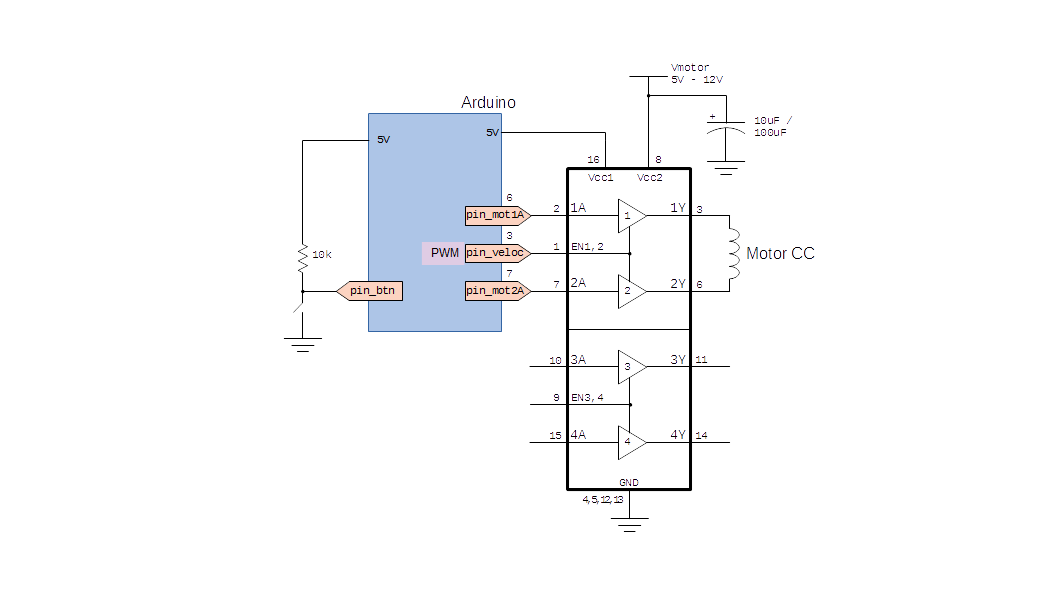 Vmotor
5V - 12V
Arduino
10uF /
100uF
5V
5V
16
8
Vcc1
Vcc2
6
pin_mot1A
2
1A
1
1Y
3
3
PWM
pin_veloc
1
EN1,2
Motor CC
10k
7
pin_btn
pin_mot2A
7
2A
2
2Y
6
10
3A
3
3Y
11
9
EN3,4
15
4A
4
4Y
14
GND
4,5,12,13
+